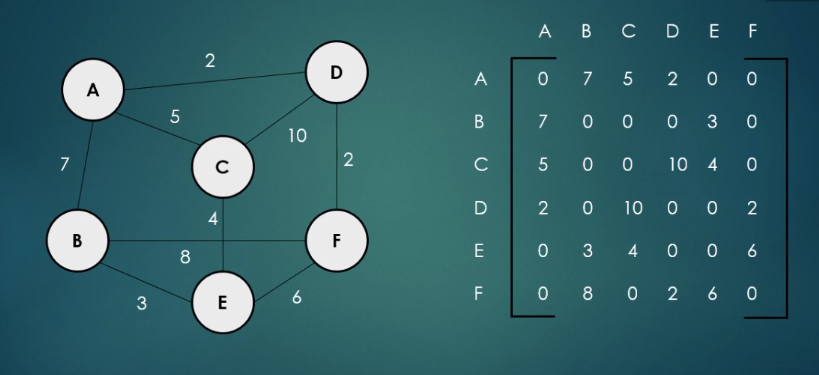 A
2
D
5
10
C
7
2
4
B
F
8
E
3
6
A B C D E F
A 0 7 5 2 0 0
B 7 0 0 0 3 0
C 5 0 0 10 4 0
D 2 0 10 0 0 2
E 0 3 4 0 0 6
F 0 8 0 2 6 0